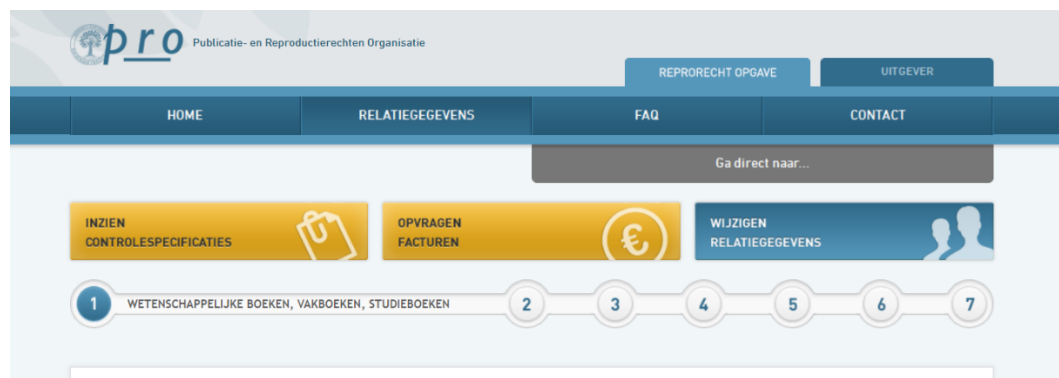 pro Publicatie- en Reproductierechten Organisatie
REPRORECHT OPGAVE UITGEVER
HOME RELATIEGEGEVENS FAQ CONTACT
Ga direct naar...
INZIEN
CONTROLESPECIFICATIES
OPVRAGEN
FACTUREN
€
WIJZIGEN
RELATIEGEGEVENS
1 WETENSCHAPPELIJKE BOEKEN, VAKBOEKEN, STUDIEBOEKEN 2 3 4 5 6 7